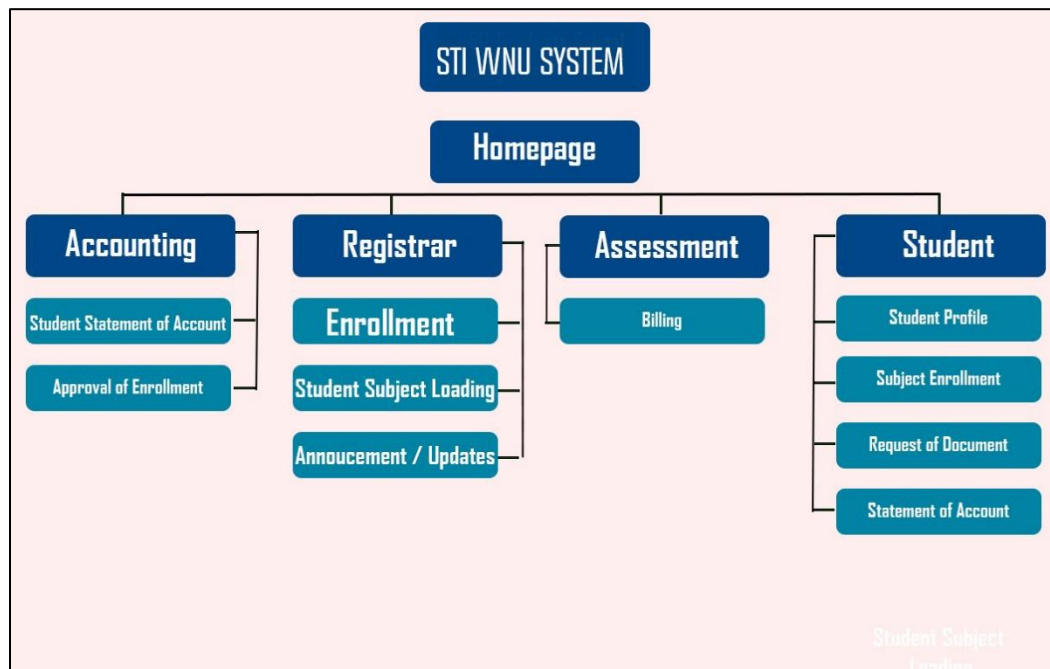 STI WNU SYSTEM
Homepage
Accounting
Registrar
Assessment
Student
Student Statement of Account
Approval of Enrollment
Enrollment
Student Subject Loading
Annoucement / Updates
Billing
Student Profile
Subject Enrollment
Request of Document
Statement of Account
Student Subject
Loading